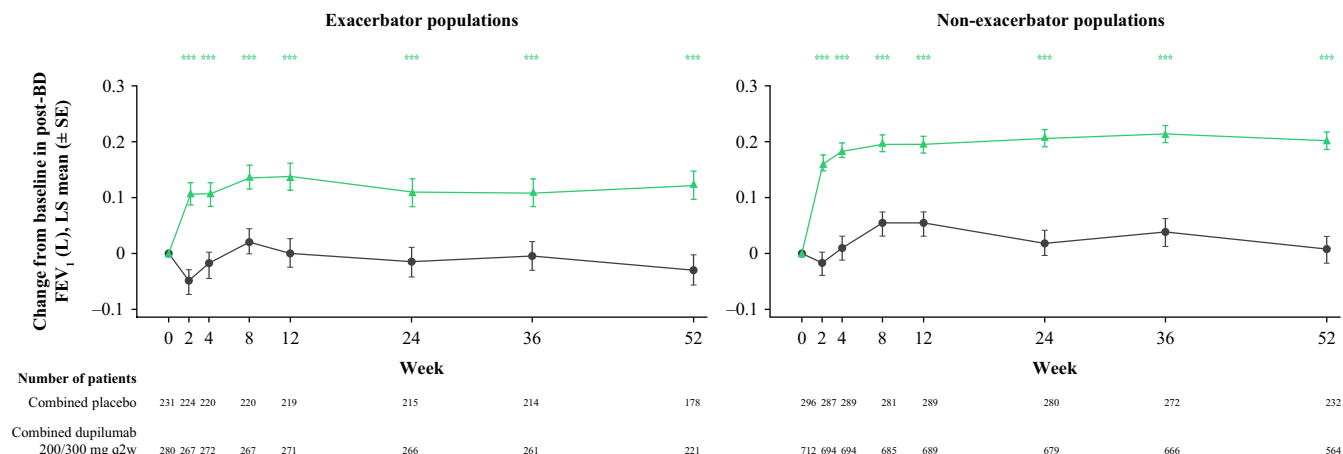 Exacerbator populations
Non-exacerbator populations
*** *** *** *** *** *** ***
*** *** *** *** *** *** ***
Change from baseline in post-BD
FEV₁ (L), LS mean (± SE)
0.3
0.2
0.1
0
–0.1
0.3
0.2
0.1
0
–0.1
0 2 4 8 12 24 36 52
0 2 4 8 12 24 36 52
Week
Week
Number of patients
Combined placebo
231 224 220 220 219 215 214 178
296 287 289 281 289 280 272 232
Combined dupilumab
200/300 mg q2w
280 267 272 267 271 266 261 221
712 694 694 685 689 679 666 564